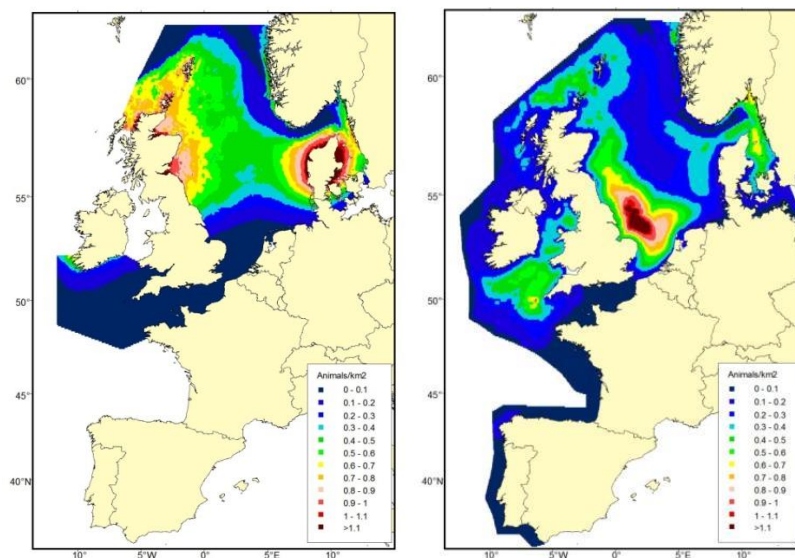 60°
55°
50°
45°
40°N
10°
5°W
0°
5°E
10°
Animals/km2
0 - 0.1
0.1 - 0.2
0.2 - 0.3
0.3 - 0.4
0.4 - 0.5
0.5 - 0.6
0.6 - 0.7
0.7 - 0.8
0.8 - 0.9
0.9 - 1
1 - 1.1
>1.1
60°
55°
50°
45°
40°N
10°
5°W
0°
5°E
10°
Animals/km2
0 - 0.1
0.1 - 0.2
0.2 - 0.3
0.3 - 0.4
0.4 - 0.5
0.5 - 0.6
0.6 - 0.7
0.7 - 0.8
0.8 - 0.9
0.9 - 1
1 - 1.1
>1.1